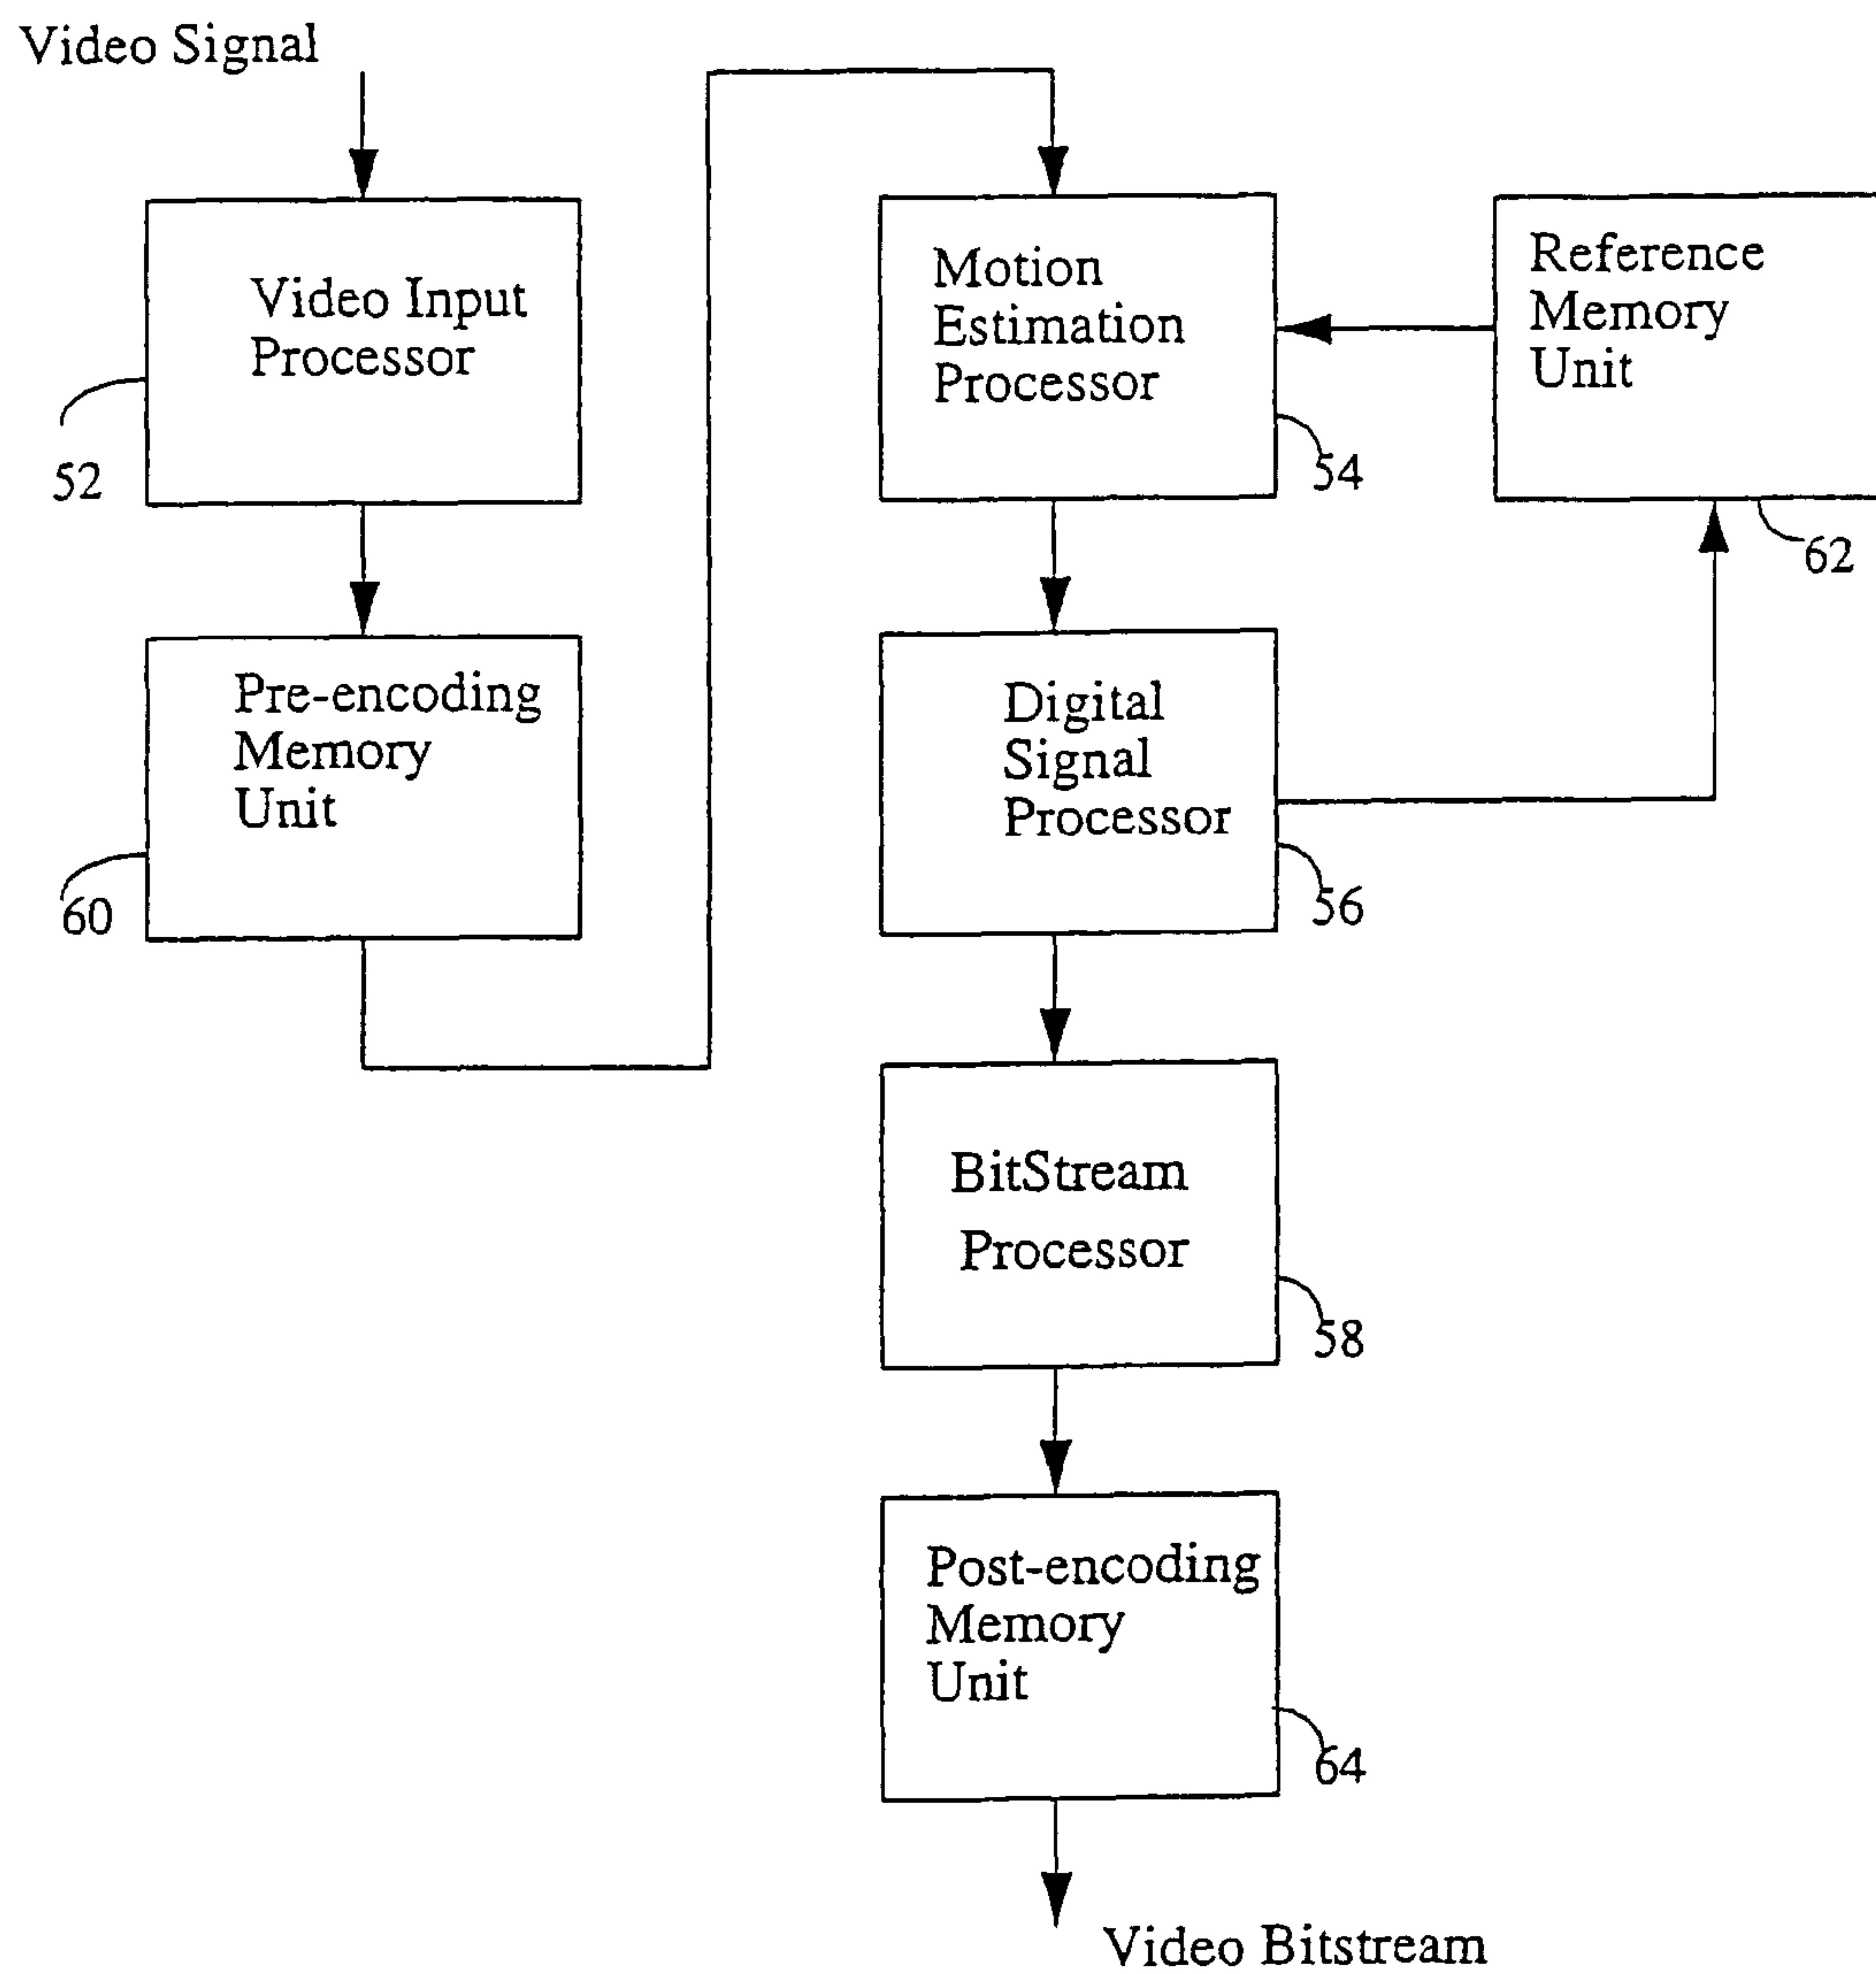 Video Signal
Video Input
Processor
52
Pre-encoding
Memory
Unit
60
Motion
Estimation
Processor
54
Reference
Memory
Unit
62
Digital
Signal
Processor
56
BitStream
Processor
58
Post-encoding
Memory
Unit
64
Video Bitstream